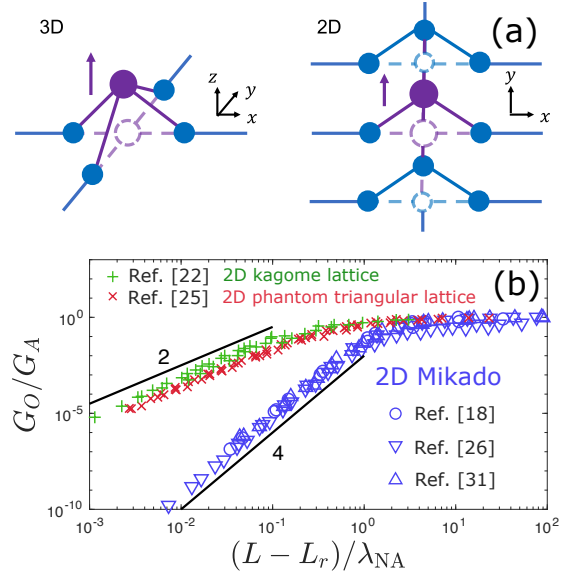 3D
z
y
x
2D
(a)
y
x
(b)
+ Ref. [22] 2D kagome lattice
× Ref. [25] 2D phantom triangular lattice
2
4
2D Mikado
Ref. [18]
Ref. [26]
Ref. [31]
10^0
10^-5
10^-10
G_O/G_A
10^-3 10^-2 10^-1 10^0 10^1 10^2
(L − L_r)/λ_NA